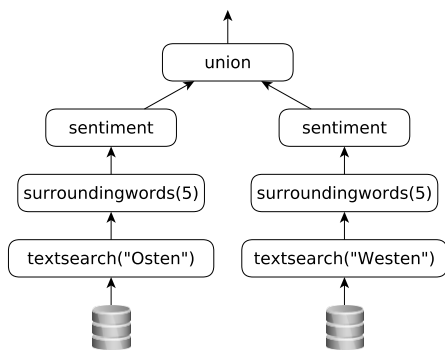 union
sentiment
sentiment
surroundingwords(5)
surroundingwords(5)
textsearch("Osten")
textsearch("Westen")